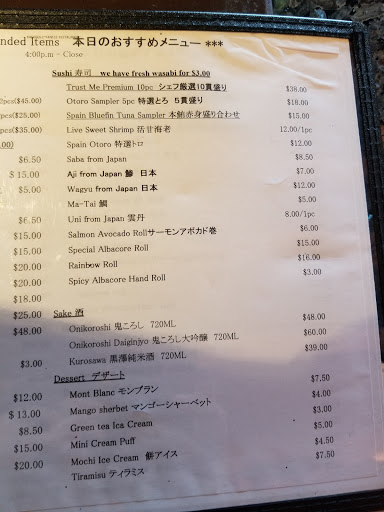 nded Items 本日のおすすめメニュー ***
4:00p.m ~ Close
Sushi 寿司 we have fresh wasabi for $3.00
Trust Me Premium 10pc シェフ厳選10貫盛り $38.00
2pcs($45.00) Otoro Sampler 5pc 特選とろ 5貫盛り $18.00
pcs($25.00) Spain Bluefin Tuna Sampler 本鮪赤身盛り合わせ $15.00
Live Sweet Shrimp 活甘海老 12.00/1pc
.00) Spain Otoro 特選トロ $12.00
$6.50 Saba from Japan $8.50
$15.00 Aji from Japan 鯵 日本 $7.00
$5.00 Wagyu from Japan 日本 $12.00
Ma-Tai 鯛 $5.00
$6.50 Uni from Japan 雲丹 8.00/1pc
$15.00 Salmon Avocado Rollサーモンアボカド巻 $6.00
$15.00 Special Albacore Roll $15.00
$20.00 Rainbow Roll $16.00
$20.00 Spicy Albacore Hand Roll $3.00
$18.00
$25.00 Sake 酒
$48.00 Onikoroshi 鬼ころし 720ML $48.00
Onikoroshi Daiginjyo 鬼ころし大吟醸 720ML $60.00
$3.00 Kurosawa 黒澤純米酒 720ML $39.00
Dessert デザート
$12.00 Mont Blanc モンブラン $7.50
$13.00 Mango sherbet マンゴーシャーベット $4.00
$8.50 Green tea Ice Cream $3.00
$15.00 Mini Cream Puff $5.00
$20.00 Mochi Ice Cream 餅アイス $4.50
Tiramisu ティラミス $7.50